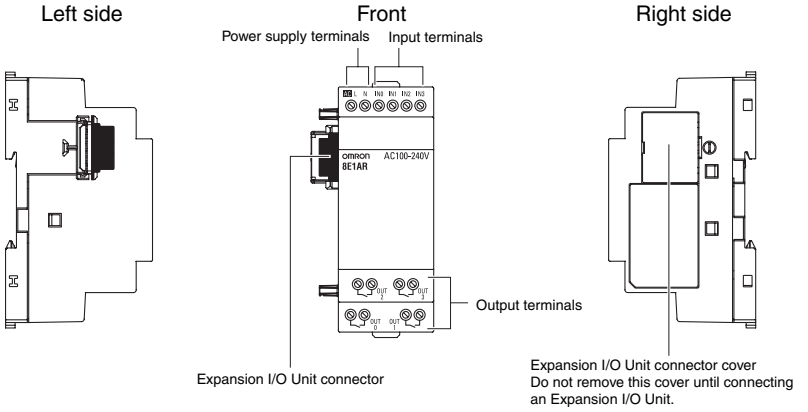 Left side
Front
Right side
Power supply terminals
Input terminals
AC L N IN0 IN1 IN2 IN3
OMRON AC100-240V
8E1AR
OUT 2
OUT 3
OUT 0
OUT 1
Output terminals
Expansion I/O Unit connector
Expansion I/O Unit connector cover
Do not remove this cover until connecting
an Expansion I/O Unit.